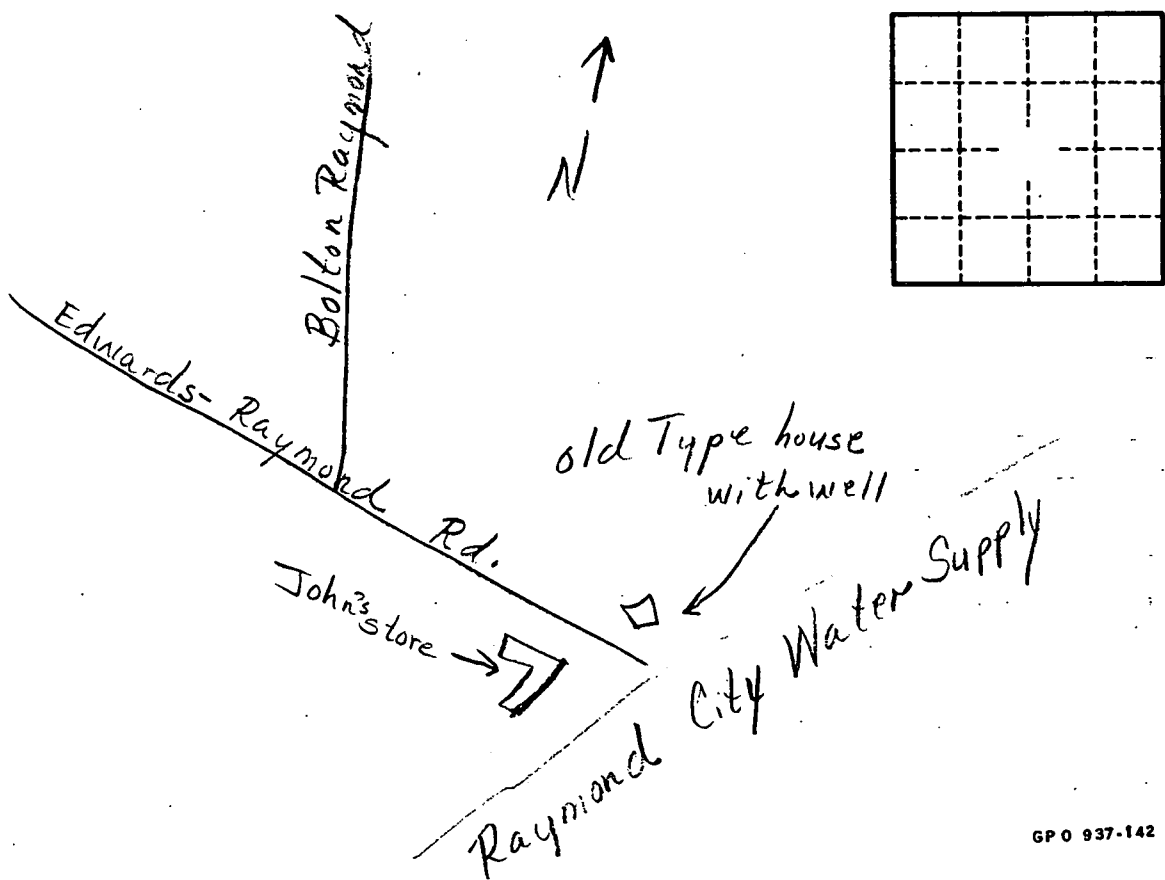 Bolton Raymond
N
Edwards- Raymond Rd.
old Type house
with well
John's
store
Raymond City Water Supply
GPO 937-142